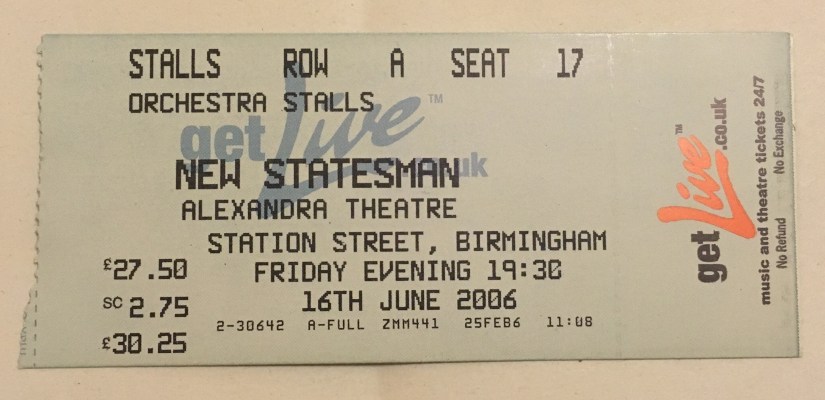 STALLS ROW A SEAT 17
ORCHESTRA STALLS
getLive™.co.uk
NEW STATESMAN
ALEXANDRA THEATRE
STATION STREET, BIRMINGHAM
£27.50 FRIDAY EVENING 19:30
SC 2.75 16TH JUNE 2006
2-30642 A-FULL ZMM441 25FEB6 11:08
£30.25
getLive™.co.uk
music and theatre tickets 24/7
No Refund No Exchange